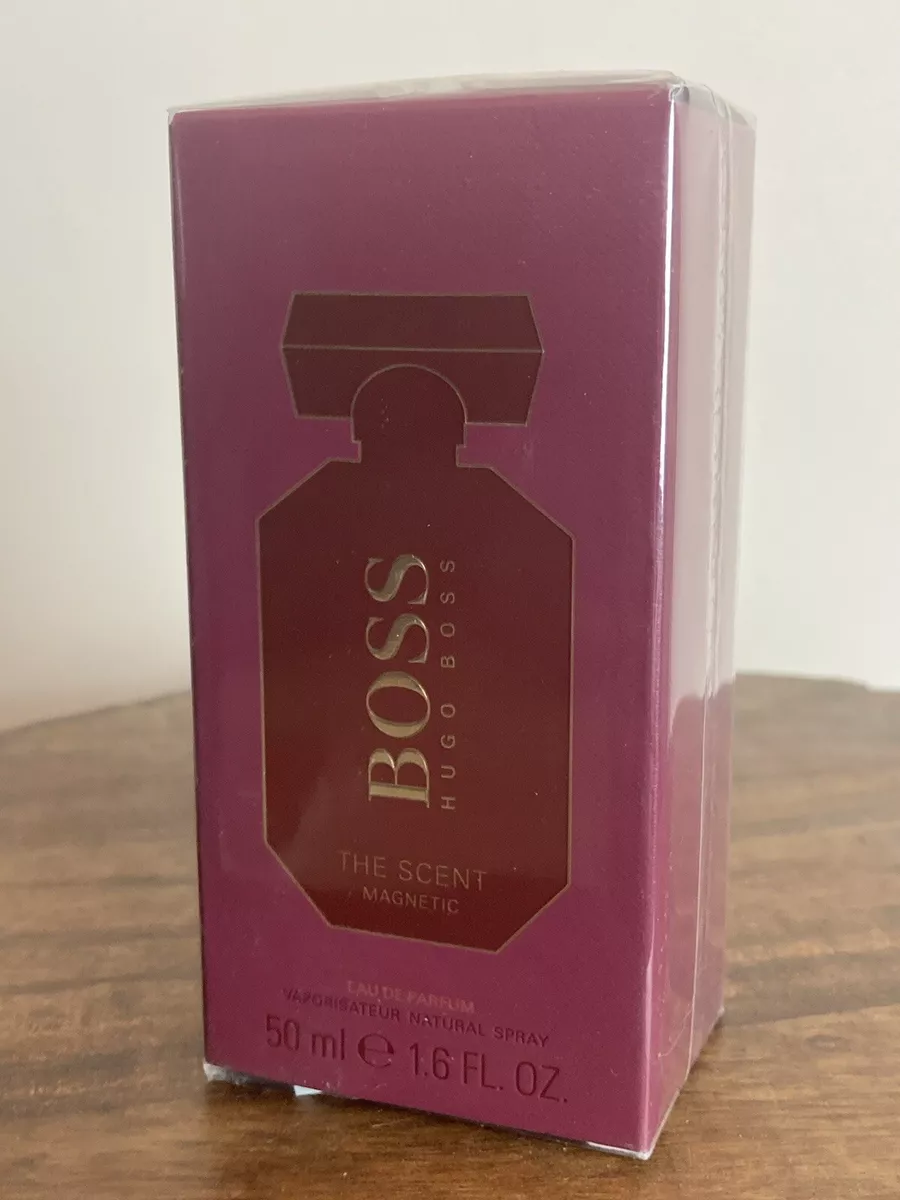 BOSS
HUGO BOSS
THE SCENT
MAGNETIC
EAU DE PARFUM
VAPORISATEUR NATURAL SPRAY
50 ml ℮ 1.6 FL. OZ.